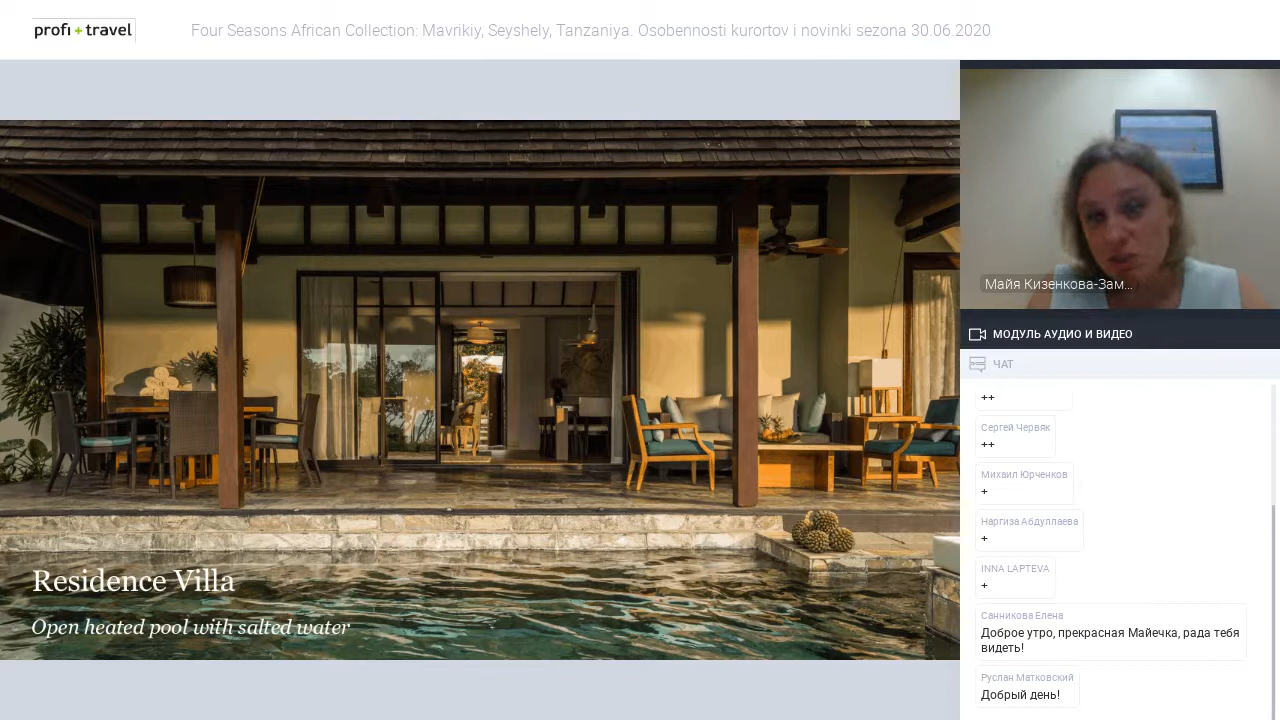 profi + travel
Four Seasons African Collection: Mavrikiy, Seyshely, Tanzaniya. Osobennosti kurortov i novinki sezona 30.06.2020
Residence Villa
Open heated pool with salted water
Майя Кизенкова-Зам...
МОДУЛЬ АУДИО И ВИДЕО
ЧАТ
++
Сергей Червяк
++
Михаил Юрченков
+
Наргиза Абдуллаева
+
INNA LAPTEVA
+
Санникова Елена
Доброе утро, прекрасная Майечка, рада тебя
видеть!
Руслан Матковский
Добрый день!